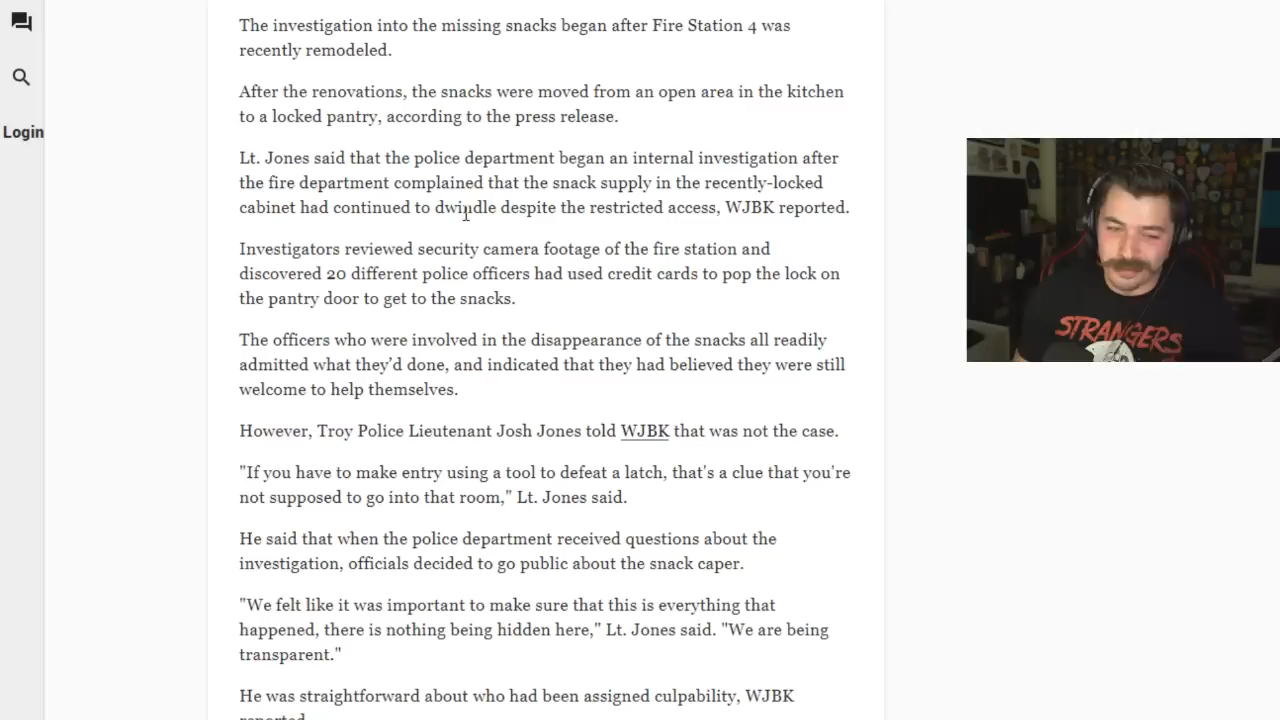 The investigation into the missing snacks began after Fire Station 4 was
recently remodeled.
After the renovations, the snacks were moved from an open area in the kitchen
to a locked pantry, according to the press release.
Login
Lt. Jones said that the police department began an internal investigation after
the fire department complained that the snack supply in the recently-locked
cabinet had continued to dwindle despite the restricted access, WJBK reported.
Investigators reviewed security camera footage of the fire station and
discovered 20 different police officers had used credit cards to pop the lock on
the pantry door to get to the snacks.
The officers who were involved in the disappearance of the snacks all readily
admitted what they'd done, and indicated that they had believed they were still
welcome to help themselves.
However, Troy Police Lieutenant Josh Jones told WJBK that was not the case.
"If you have to make entry using a tool to defeat a latch, that's a clue that you're
not supposed to go into that room," Lt. Jones said.
He said that when the police department received questions about the
investigation, officials decided to go public about the snack caper.
"We felt like it was important to make sure that this is everything that
happened, there is nothing being hidden here," Lt. Jones said. "We are being
transparent."
He was straightforward about who had been assigned culpability, WJBK
reported.
STRANGERS